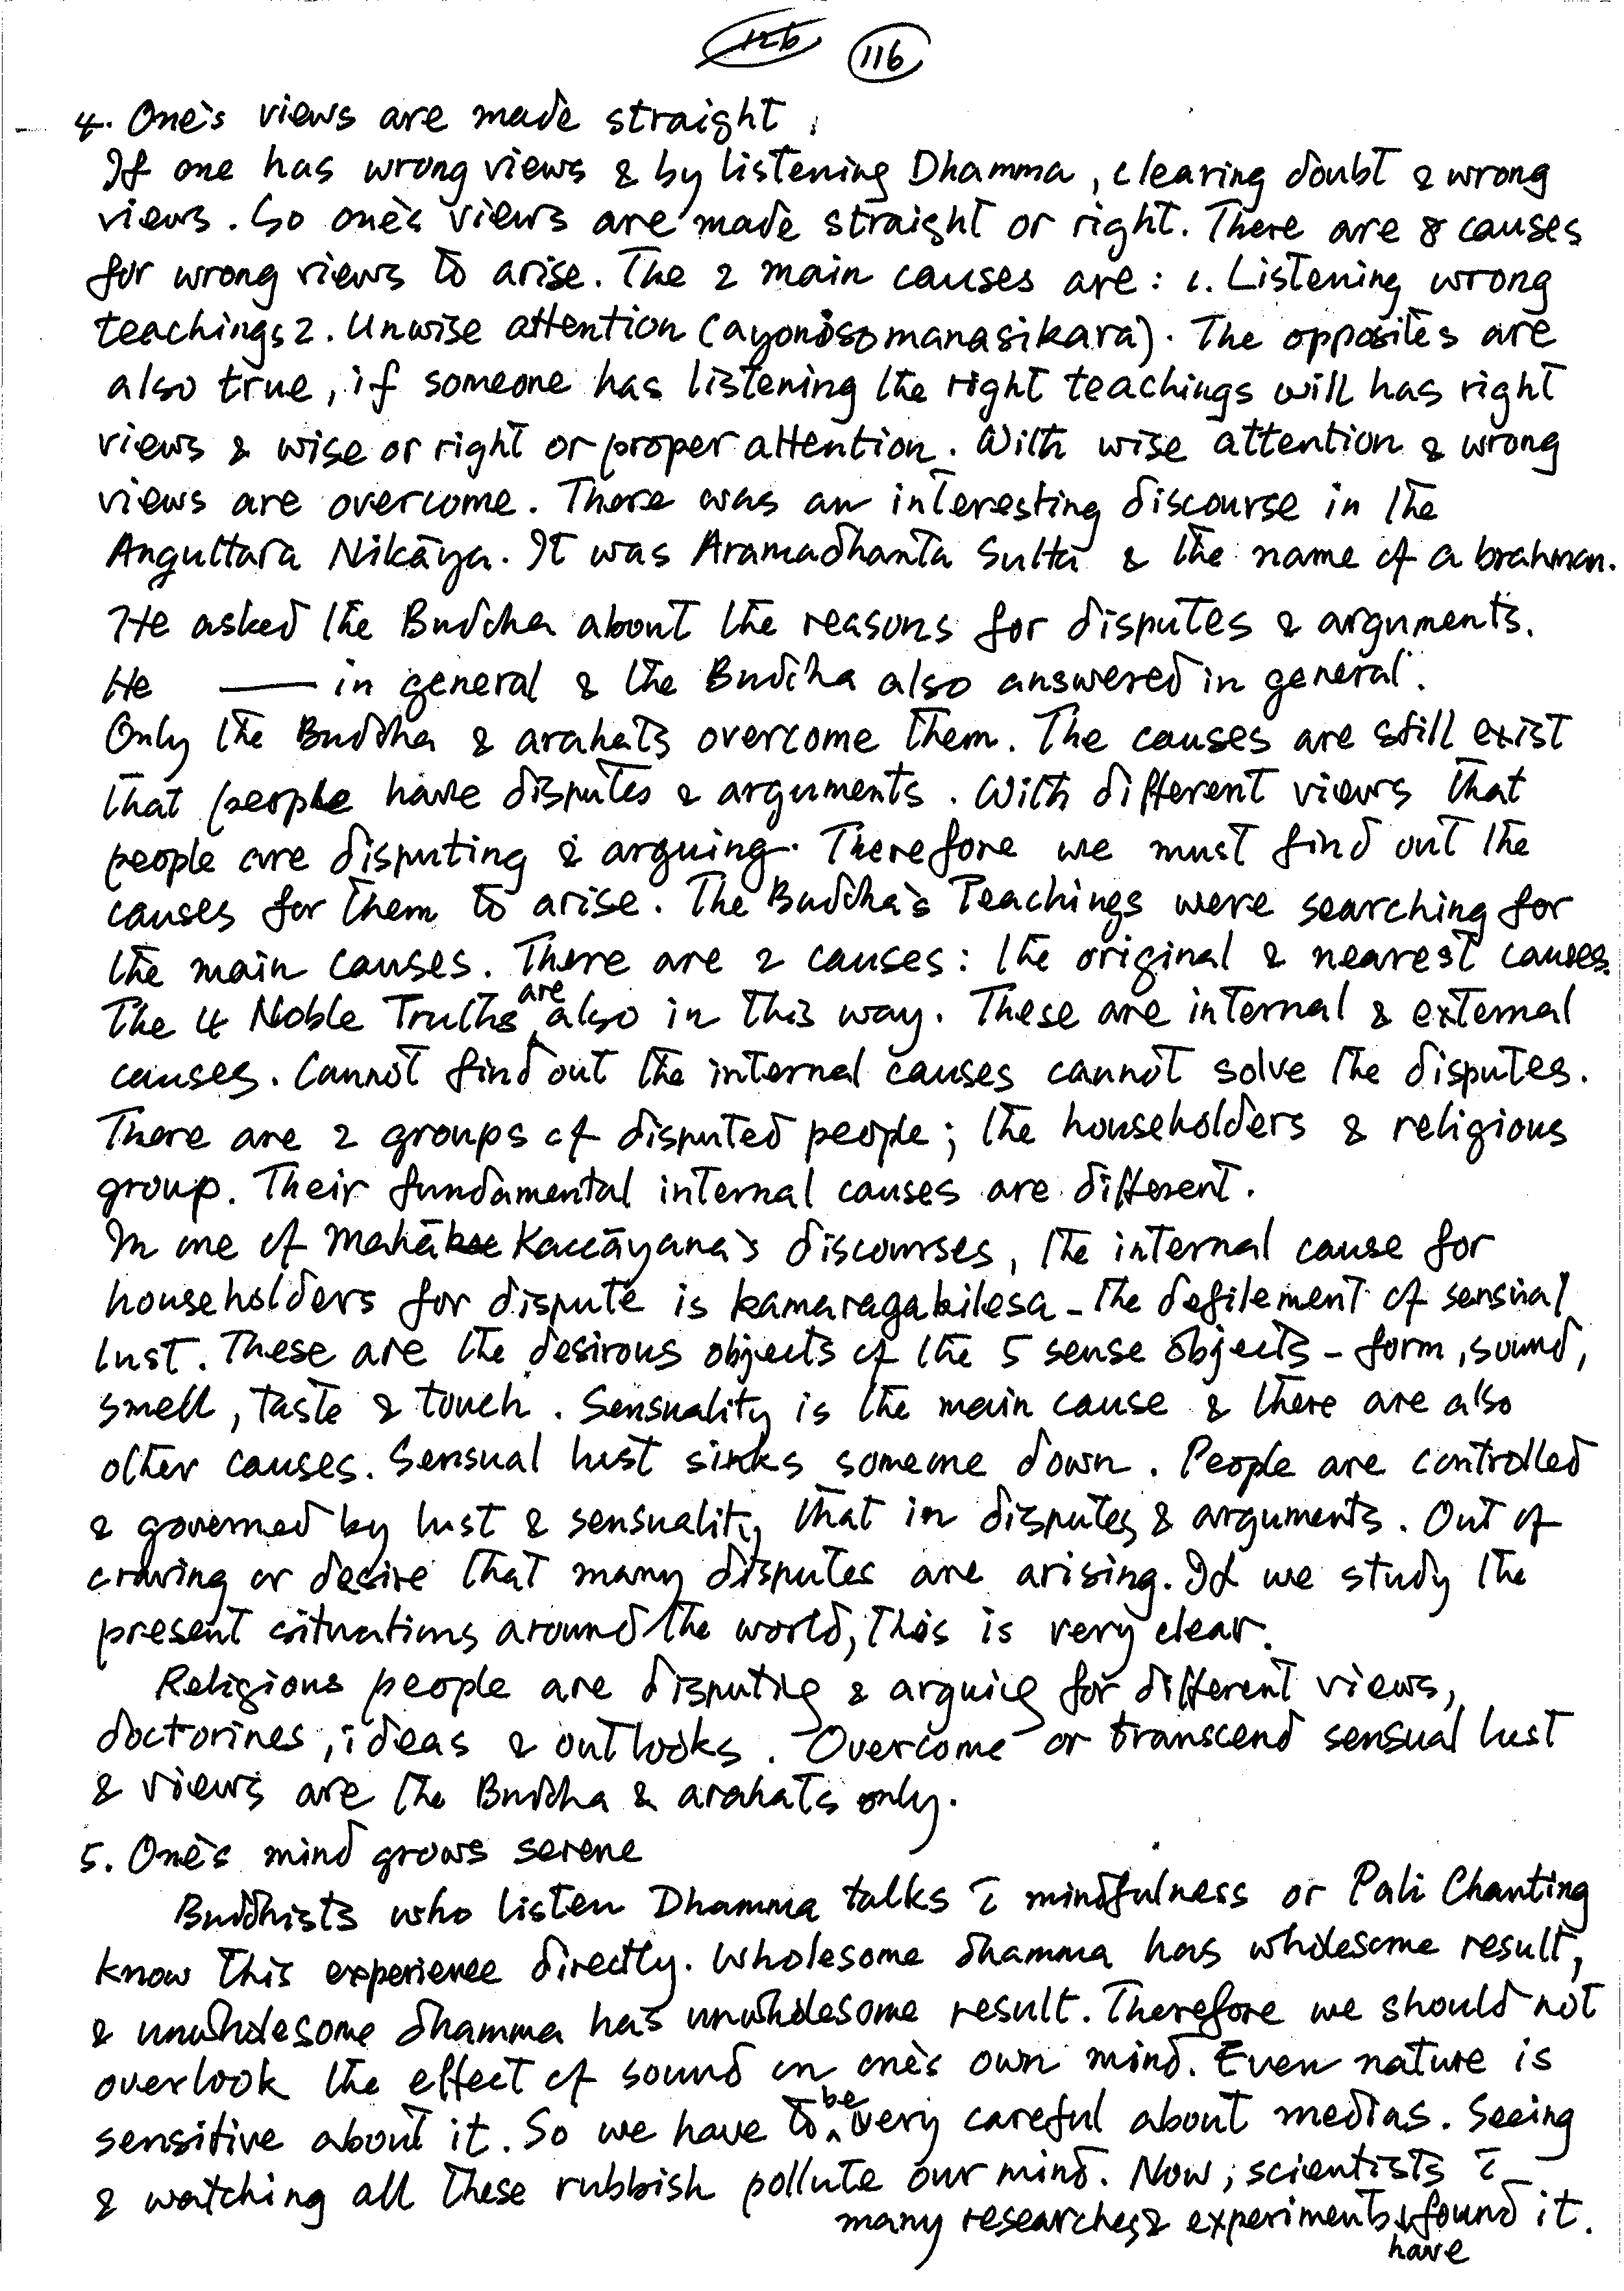 126 116
4. One's views are made straight.
If one has wrong views & by listening Dhamma, clearing doubt & wrong
views. So one's views are made straight or right. There are 8 causes
for wrong views to arise. The 2 main causes are: 1. Listening wrong
teachings 2. Unwise attention (ayonisomanasikara). The opposites are
also true, if someone has listening the right teachings will has right
views & wise or right or proper attention. With wise attention & wrong
views are overcome. There was an interesting discourse in the
Anguttara Nikāya. It was Aramadhanta Sutta & the name of a brahman.
He asked the Buddha about the reasons for disputes & arguments.
He —— in general & the Buddha also answered in general.
Only the Buddha & arahats overcome them. The causes are still exist
that people have disputes & arguments. With different views that
people are disputing & arguing. Therefore we must find out the
causes for them to arise. The Buddha's Teachings were searching for
the main causes. There are 2 causes: the original & nearest causes.
The 4 Noble Truths are also in this way. These are internal & external
causes. Cannot find out the internal causes cannot solve the disputes.
There are 2 groups of disputed people; the householders & religious
group. Their fundamental internal causes are different.
In one of Mahā Kaccāyana's discourses, the internal cause for
householders for dispute is kamaragakilesa - the defilement of sensual
lust. These are the desirous objects of the 5 sense objects - form, sound,
smell, taste & touch. Sensuality is the main cause & there are also
other causes. Sensual lust sinks someone down. People are controlled
& governed by lust & sensuality that in disputes & arguments. Out of
craving or desire that many disputes are arising. If we study the
present situations around the world, this is very clear.
Religious people are disputing & arguing for different views,
doctorines, ideas & outlooks. Overcome or transcend sensual lust
& views are the Buddha & arahats only.
5. One's mind grows serene
Buddhists who listen Dhamma talks c̄ mindfulness or Pali Chanting
know this experience directly. Wholesome dhamma has wholesome result,
& unwholesome dhamma has unwholesome result. Therefore we should not
overlook the effect of sound on one's own mind. Even nature is
sensitive about it. So we have to be very careful about medias. Seeing
& watching all these rubbish pollute our mind. Now, scientists c̄
many researches & experiments have found it.